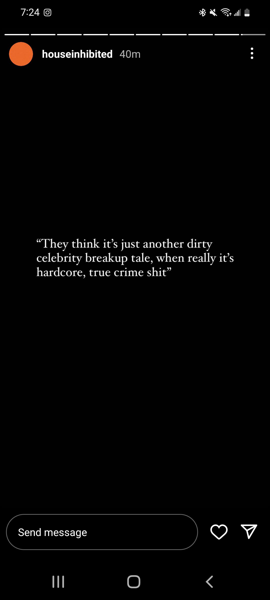 7:24
houseinhibited 40m
“They think it’s just another dirty
celebrity breakup tale, when really it’s
hardcore, true crime shit”
Send message